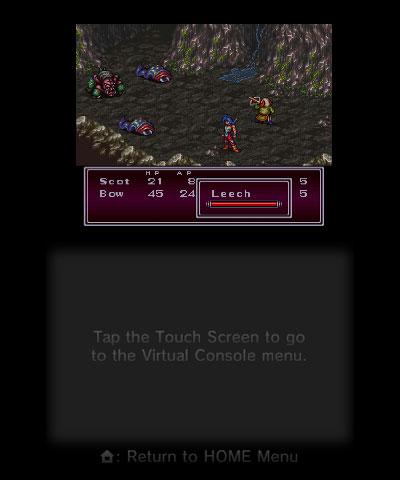 HP AP
Scot 21 8 5
Bow 45 24 5
Leech
Tap the Touch Screen to go
to the Virtual Console menu.
: Return to HOME Menu